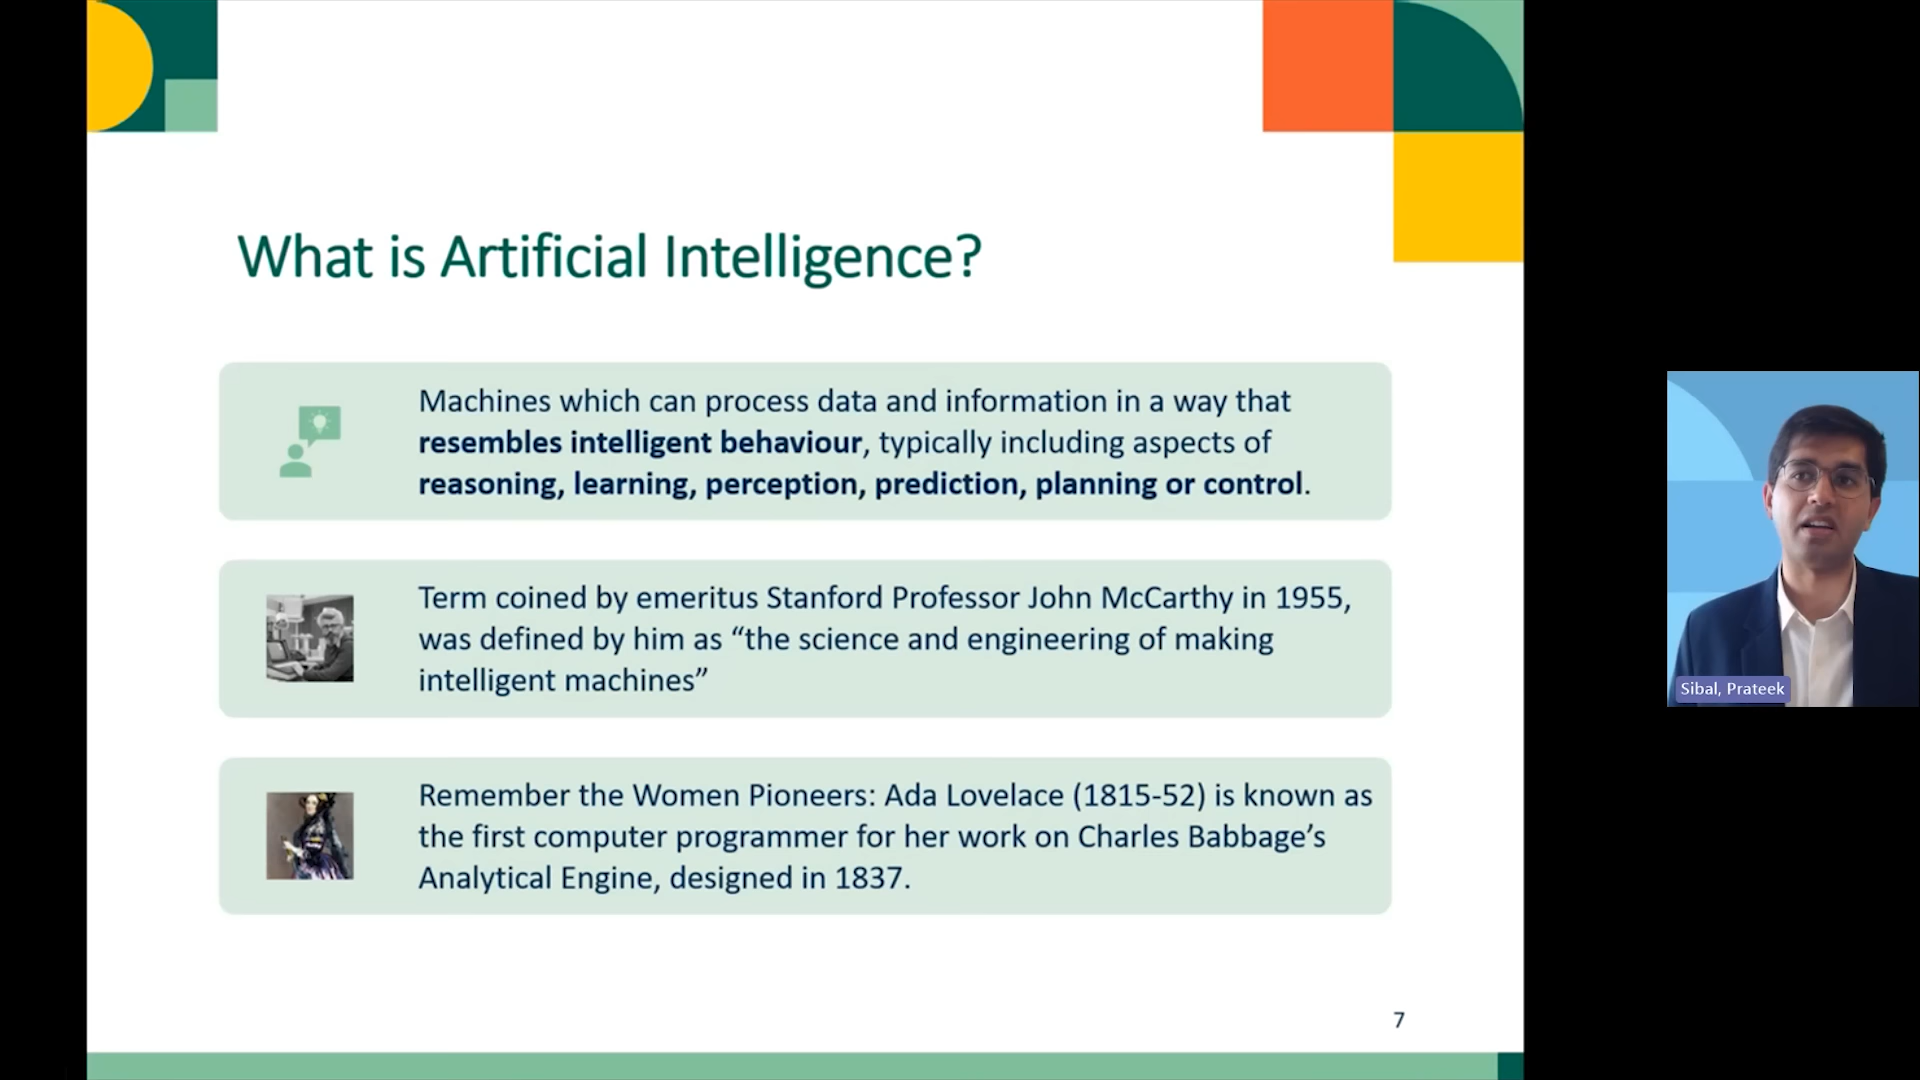 What is Artificial Intelligence?
Machines which can process data and information in a way that
resembles intelligent behaviour, typically including aspects of
reasoning, learning, perception, prediction, planning or control.
Term coined by emeritus Stanford Professor John McCarthy in 1955,
was defined by him as “the science and engineering of making
intelligent machines”
Remember the Women Pioneers: Ada Lovelace (1815-52) is known as
the first computer programmer for her work on Charles Babbage’s
Analytical Engine, designed in 1837.
7
Sibal, Prateek